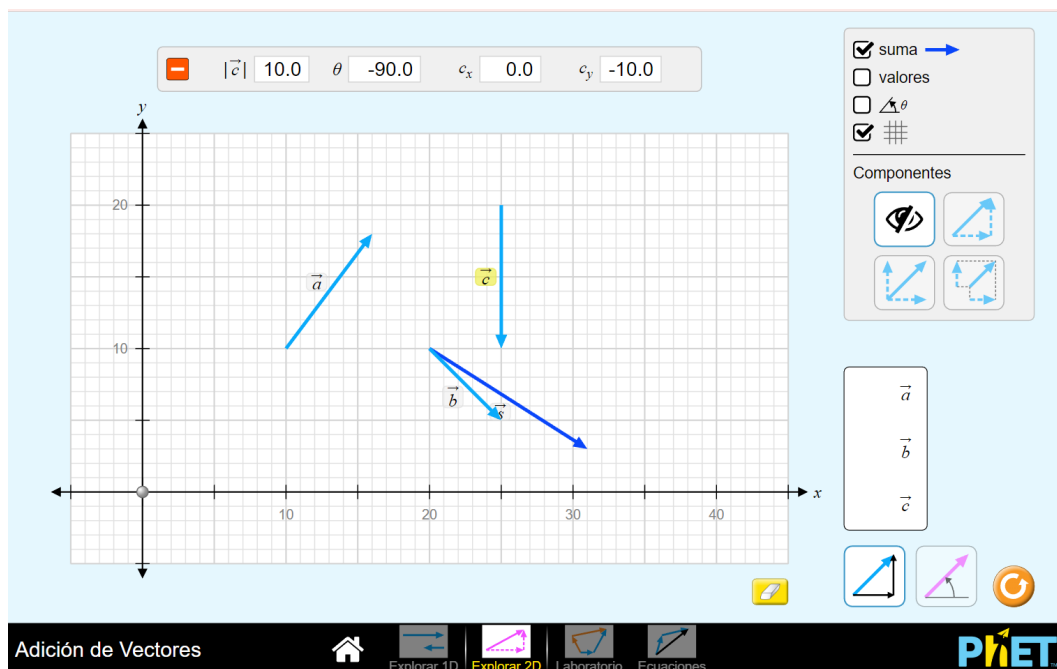 |c⃗| 10.0 θ -90.0 cx 0.0 cy -10.0
suma
valores
θ
Componentes
y
20
10
a⃗
c⃗
b⃗
s⃗
x
10 20 30 40
a⃗
b⃗
c⃗
Adición de Vectores
Explorar 1D Explorar 2D Laboratorio Ecuaciones
PhET